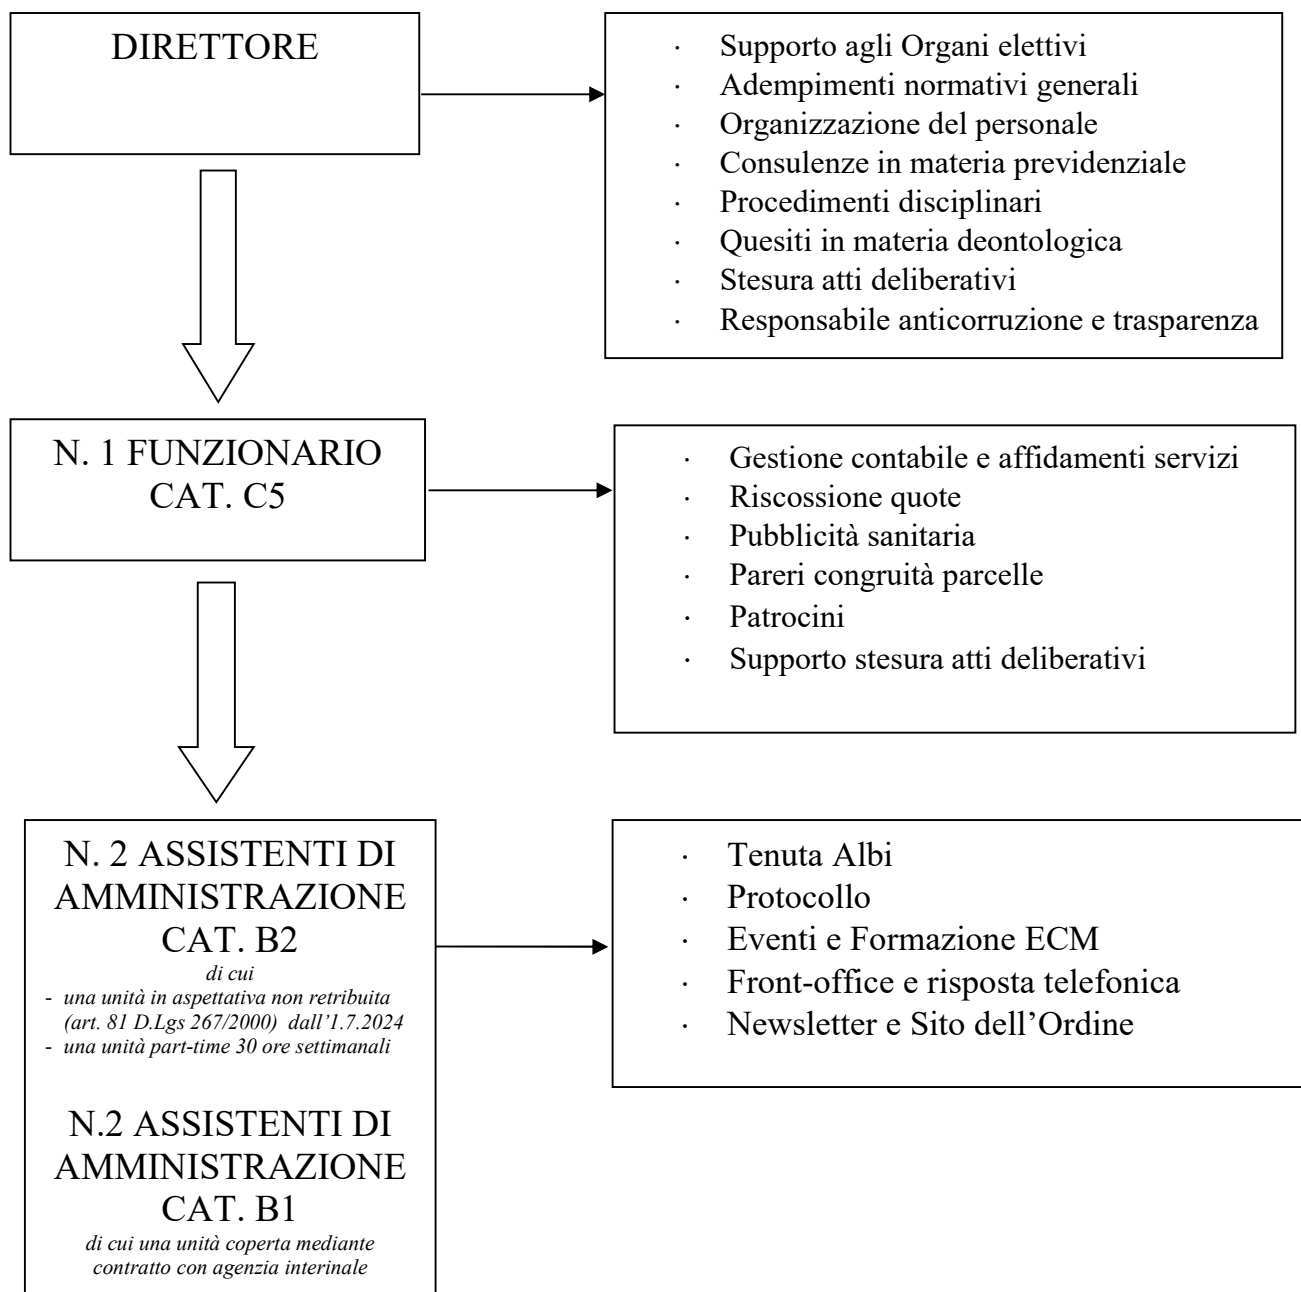 DIRETTORE
· Supporto agli Organi elettivi
· Adempimenti normativi generali
· Organizzazione del personale
· Consulenze in materia previdenziale
· Procedimenti disciplinari
· Quesiti in materia deontologica
· Stesura atti deliberativi
· Responsabile anticorruzione e trasparenza
N. 1 FUNZIONARIO
CAT. C5
· Gestione contabile e affidamenti servizi
· Riscossione quote
· Pubblicità sanitaria
· Pareri congruità parcelle
· Patrocini
· Supporto stesura atti deliberativi
N. 2 ASSISTENTI DI
AMMINISTRAZIONE
CAT. B2
di cui
- una unità in aspettativa non retribuita
(art. 81 D.Lgs 267/2000) dall’1.7.2024
- una unità part-time 30 ore settimanali
N.2 ASSISTENTI DI
AMMINISTRAZIONE
CAT. B1
di cui una unità coperta mediante
contratto con agenzia interinale
· Tenuta Albi
· Protocollo
· Eventi e Formazione ECM
· Front-office e risposta telefonica
· Newsletter e Sito dell’Ordine